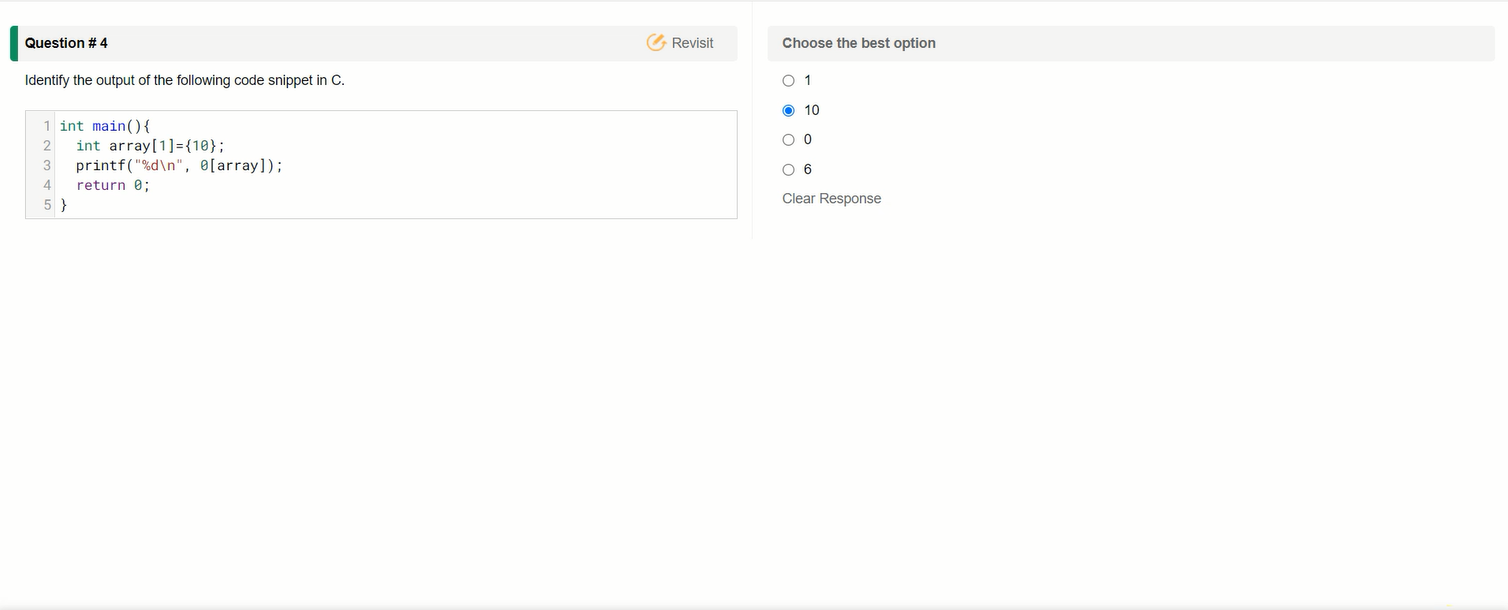 Question # 4
Revisit
Identify the output of the following code snippet in C.
1 int main(){
2   int array[1]={10};
3   printf("%d\n", 0[array]);
4   return 0;
5 }
Choose the best option
1
10
0
6
Clear Response